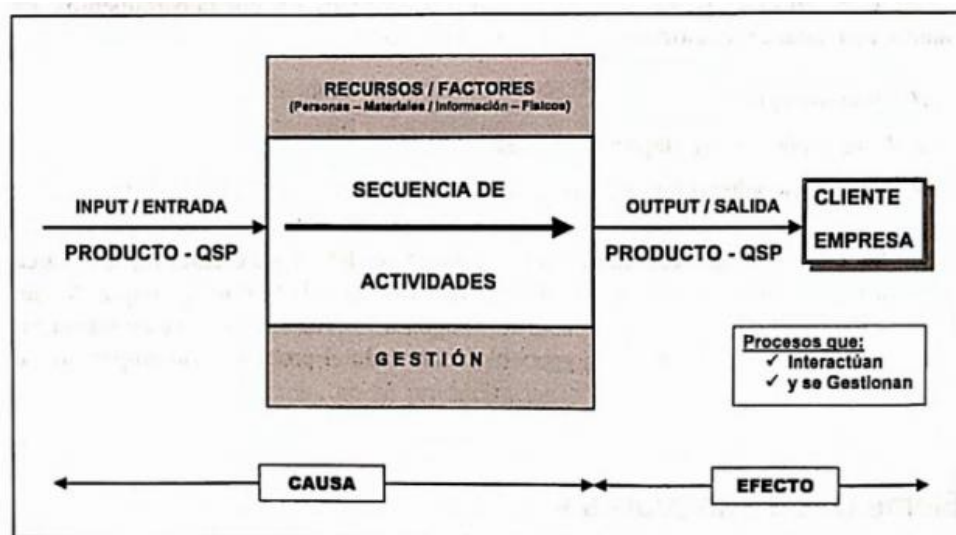 RECURSOS / FACTORES
(Personas – Materiales / Información – Físicos)
INPUT / ENTRADA
PRODUCTO - QSP
SECUENCIA DE
ACTIVIDADES
OUTPUT / SALIDA
PRODUCTO - QSP
CLIENTE
EMPRESA
GESTIÓN
Procesos que:
✓ Interactúan
✓ y se Gestionan
CAUSA
EFECTO